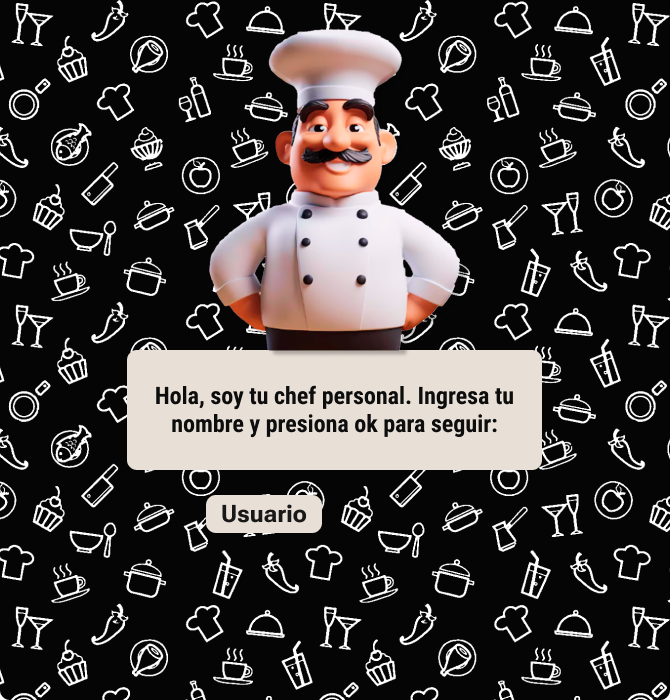 Hola, soy tu chef personal. Ingresa tu
nombre y presiona ok para seguir:
Usuario